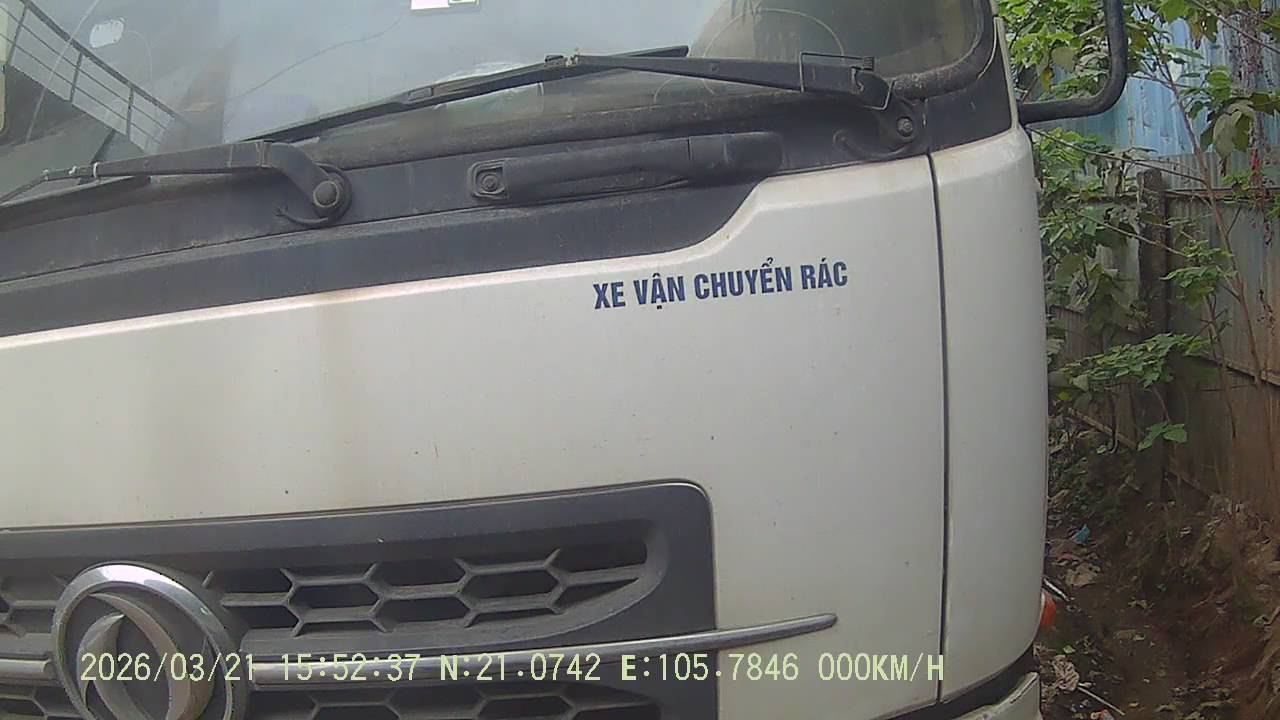 XE VẬN CHUYỂN RÁC
2026/03/21 15:52:37 N:21.0742 E:105.7846 000KM/H